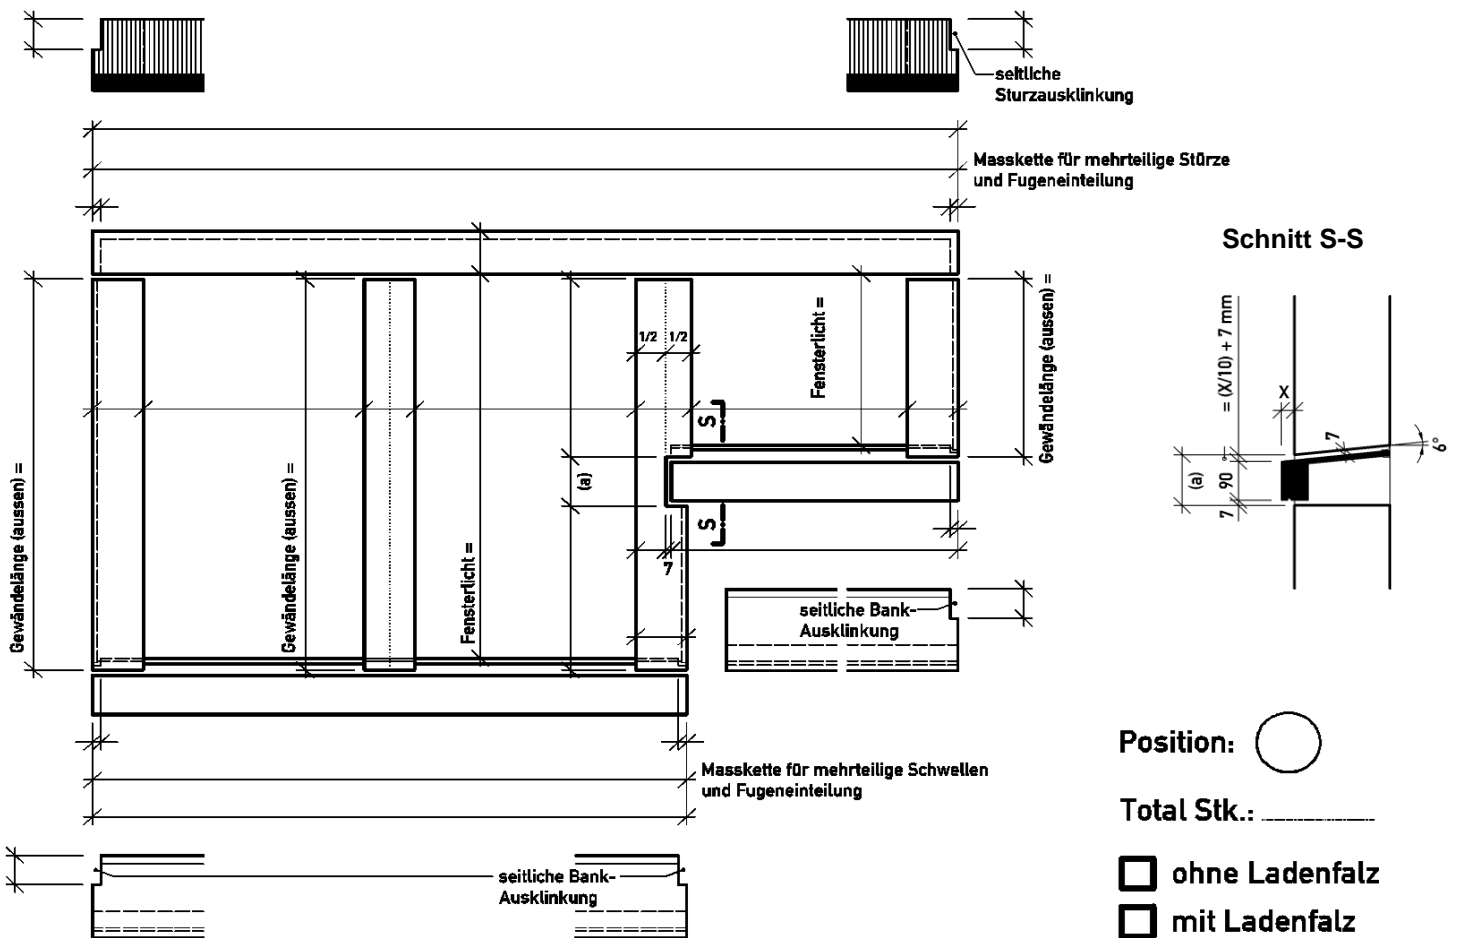 seitliche
Sturzausklinkung
Masskette für mehrteilige Stürze
und Fugeneinteilung
Schnitt S-S
Gewändelänge (aussen) =
Gewändelänge (aussen) =
Fensterlicht =
1/2 1/2
(a)
Fensterlicht =
Gewändelänge (aussen) =
S
S
7
= (X/10) + 7 mm
X
7
6°
(a)
90
7
seitliche Bank-
Ausklinkung
Masskette für mehrteilige Schwellen
und Fugeneinteilung
seitliche Bank-
Ausklinkung
Position:
Total Stk.:
ohne Ladenfalz
mit Ladenfalz